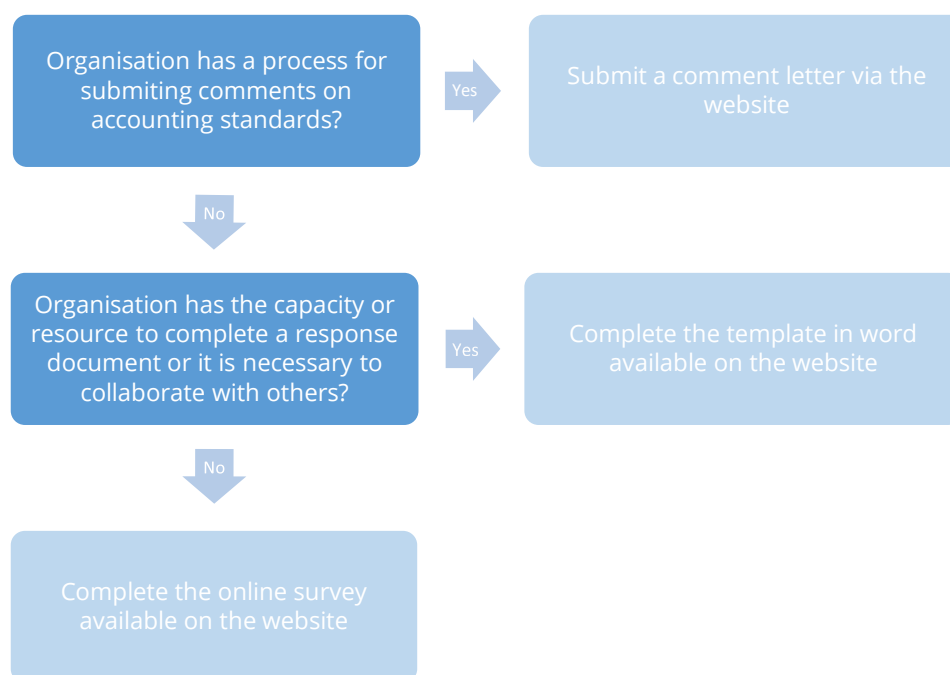 Organisation has a process for
submiting comments on
accounting standards?
Yes
Submit a comment letter via the
website
No
Organisation has the capacity or
resource to complete a response
document or it is necessary to
collaborate with others?
Yes
Complete the template in word
available on the website
No
Complete the online survey
available on the website